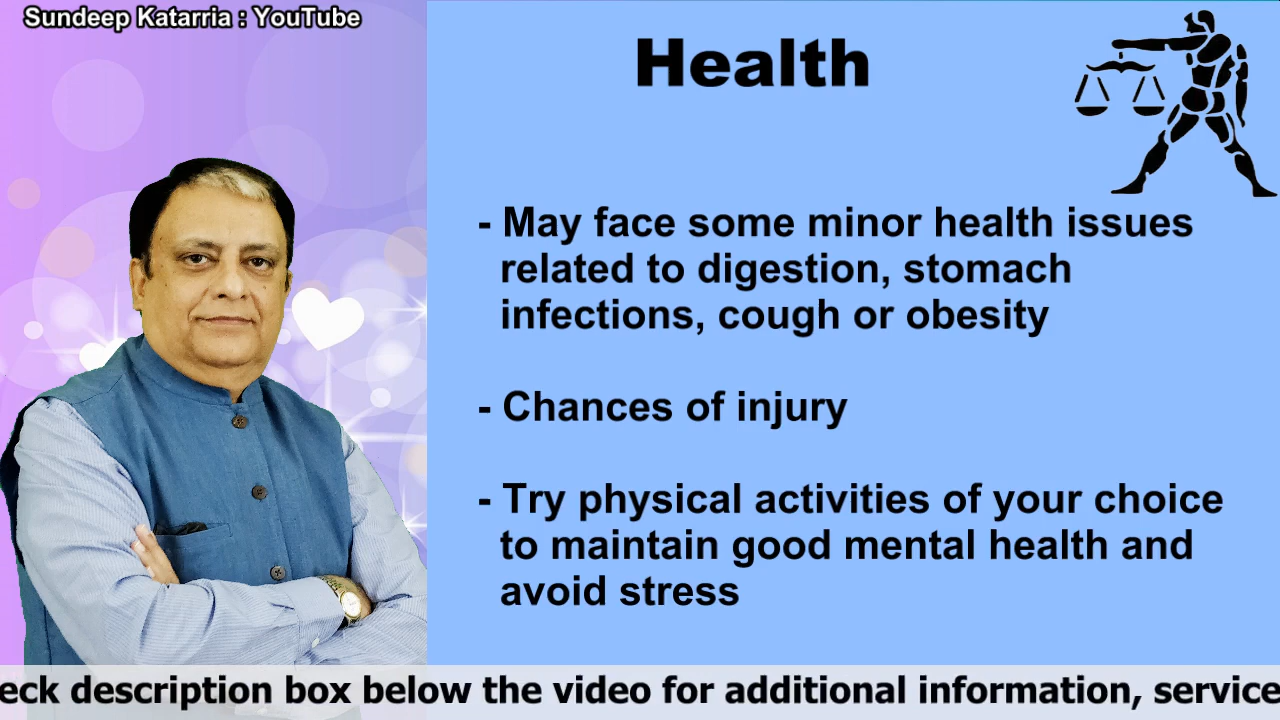 Sundeep Katarria : YouTube
Health
- May face some minor health issues
related to digestion, stomach
infections, cough or obesity
- Chances of injury
- Try physical activities of your choice
to maintain good mental health and
avoid stress
eck description box below the video for additional information, service